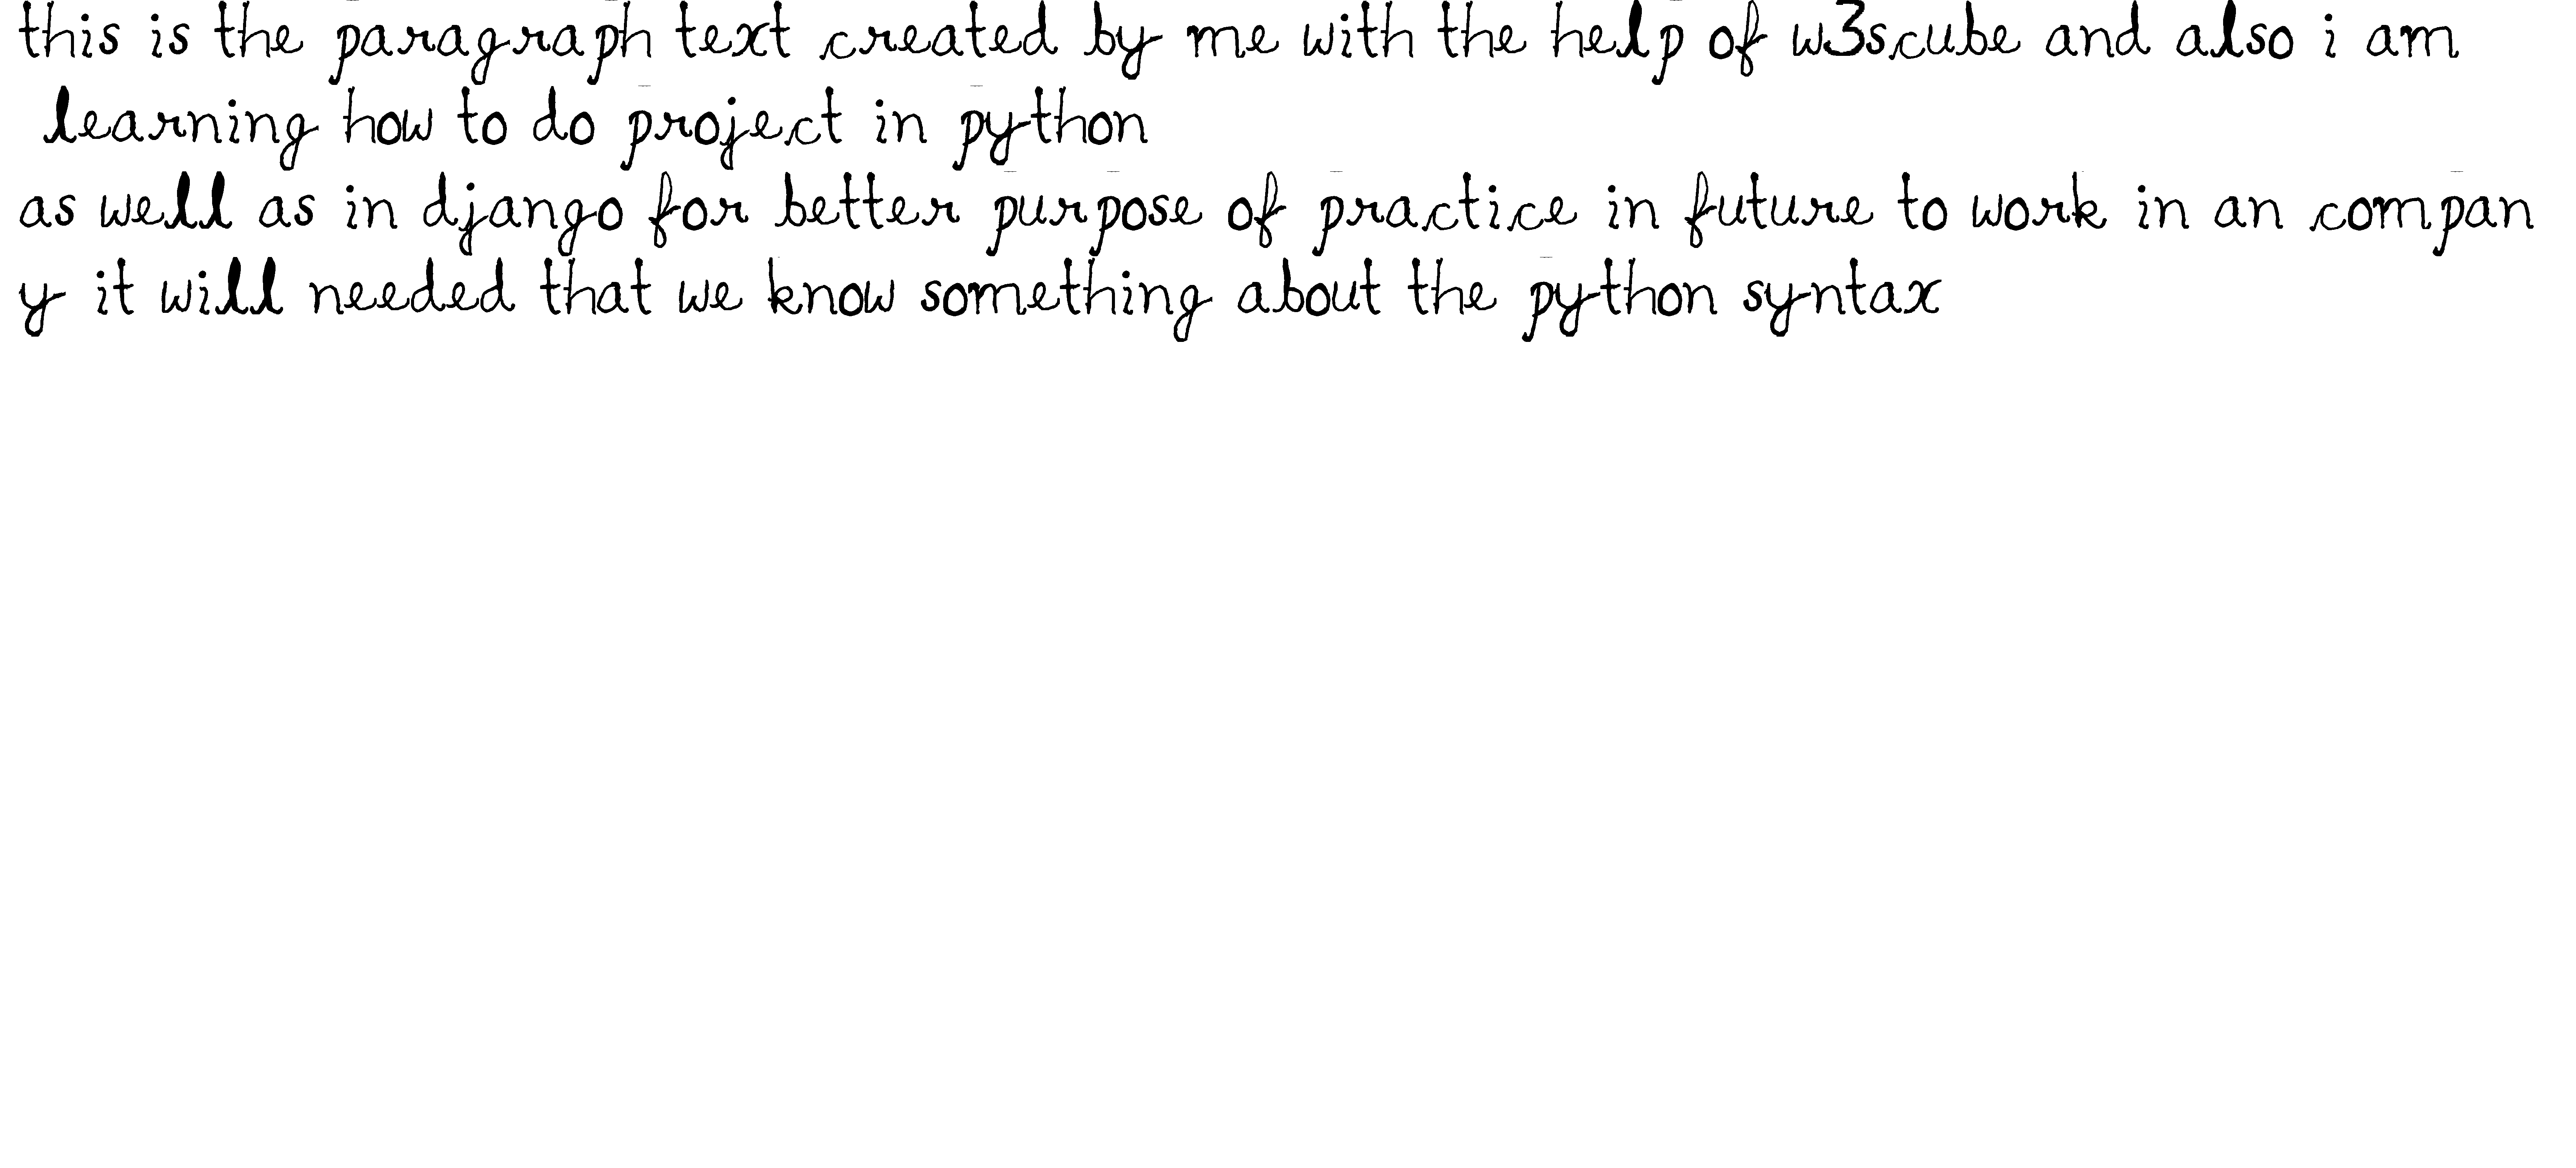 this is the paragraph text created by me with the help of w3scube and also i am
learning how to do project in python
as well as in django for better purpose of practice in future to work in an compan
y it will needed that we know something about the python syntax